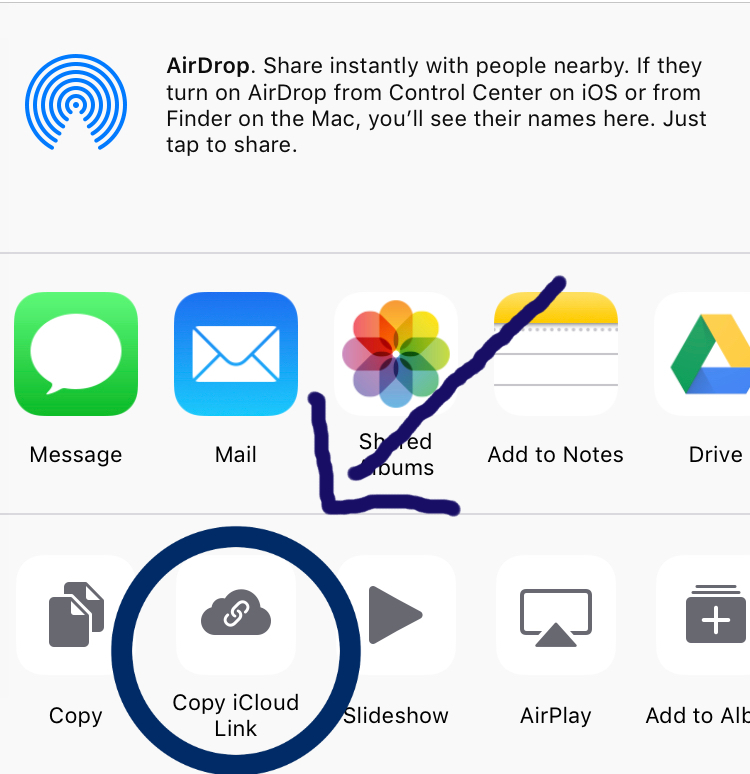 AirDrop. Share instantly with people nearby. If they
turn on AirDrop from Control Center on iOS or from
Finder on the Mac, you’ll see their names here. Just
tap to share.
Message
Mail
Shared
Albums
Add to Notes
Drive
Copy
Copy iCloud
Link
Slideshow
AirPlay
Add to Alb